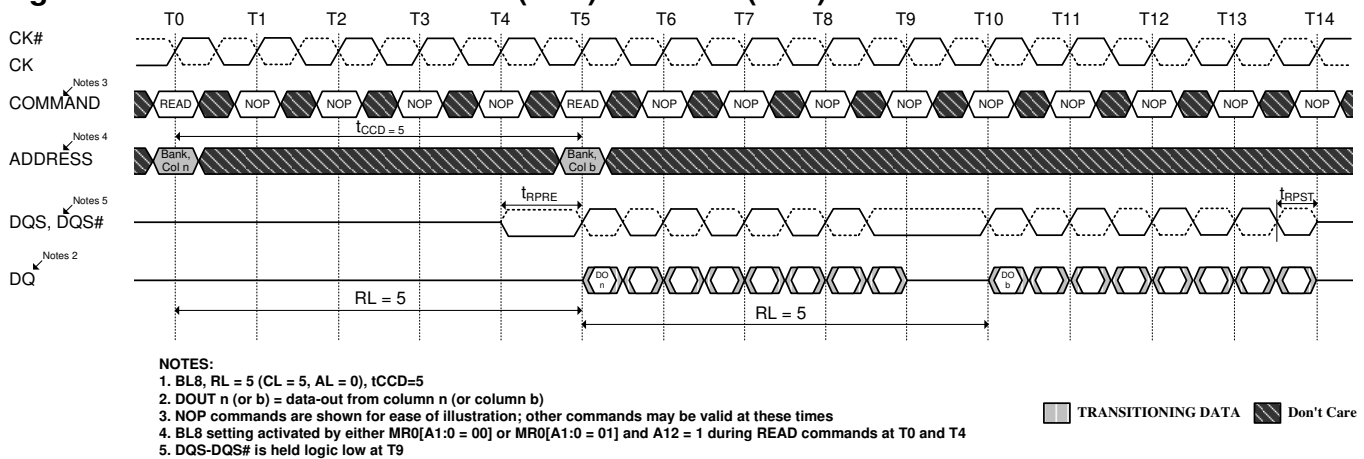 T0 T1 T2 T3 T4 T5 T6 T7 T8 T9 T10 T11 T12 T13 T14
CK#
CK
Notes 3
COMMAND
READ NOP NOP NOP NOP READ NOP NOP NOP NOP NOP NOP NOP NOP NOP
tCCD = 5
Notes 4
ADDRESS
Bank, Col n
Bank, Col b
Notes 5
DQS, DQS#
tRPRE
tRPST
Notes 2
DQ
DO n
DO b
RL = 5
RL = 5
NOTES:
1. BL8, RL = 5 (CL = 5, AL = 0), tCCD=5
2. DOUT n (or b) = data-out from column n (or column b)
3. NOP commands are shown for ease of illustration; other commands may be valid at these times
4. BL8 setting activated by either MR0[A1:0 = 00] or MR0[A1:0 = 01] and A12 = 1 during READ commands at T0 and T4
5. DQS-DQS# is held logic low at T9
TRANSITIONING DATA
Don't Care